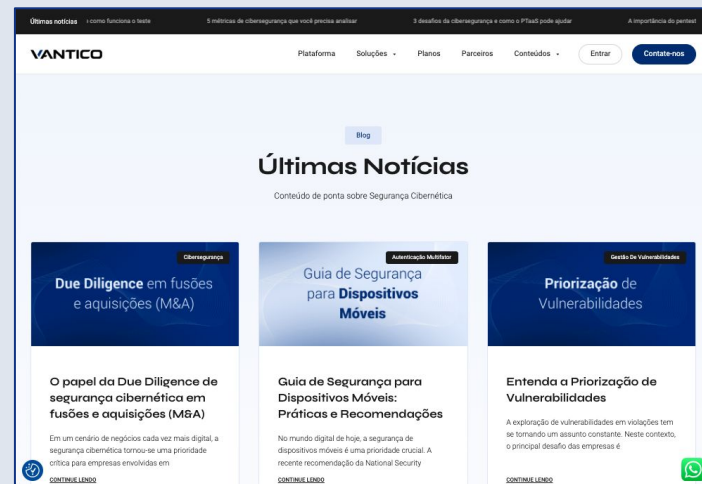 Últimas notícias
como funciona o teste
5 métricas de cibersegurança que você precisa analisar
3 desafios da cibersegurança e como o PTaaS pode ajudar
A importância do pentest
VANTICO
Plataforma
Soluções
Planos
Parceiros
Conteúdos
Entrar
Contate-nos
Blog
Últimas Notícias
Conteúdo de ponta sobre Segurança Cibernética
Cibersegurança
Due Diligence em fusões
e aquisições (M&A)
O papel da Due Diligence de
segurança cibernética em
fusões e aquisições (M&A)
Em um cenário de negócios cada vez mais digital, a
segurança cibernética tornou-se uma prioridade
crítica para empresas envolvidas em
CONTINUE LENDO
Autenticação Multifator
Guia de Segurança
para Dispositivos
Móveis
Guia de Segurança para
Dispositivos Móveis:
Práticas e Recomendações
No mundo digital de hoje, a segurança de
dispositivos móveis é uma prioridade crucial. A
recente recomendação da National Security
CONTINUE LENDO
Gestão De Vulnerabilidades
Priorização de
Vulnerabilidades
Entenda a Priorização de
Vulnerabilidades
A exploração de vulnerabilidades em violações tem
se tornando um assunto constante. Neste contexto,
o principal desafio das empresas é
CONTINUE LENDO